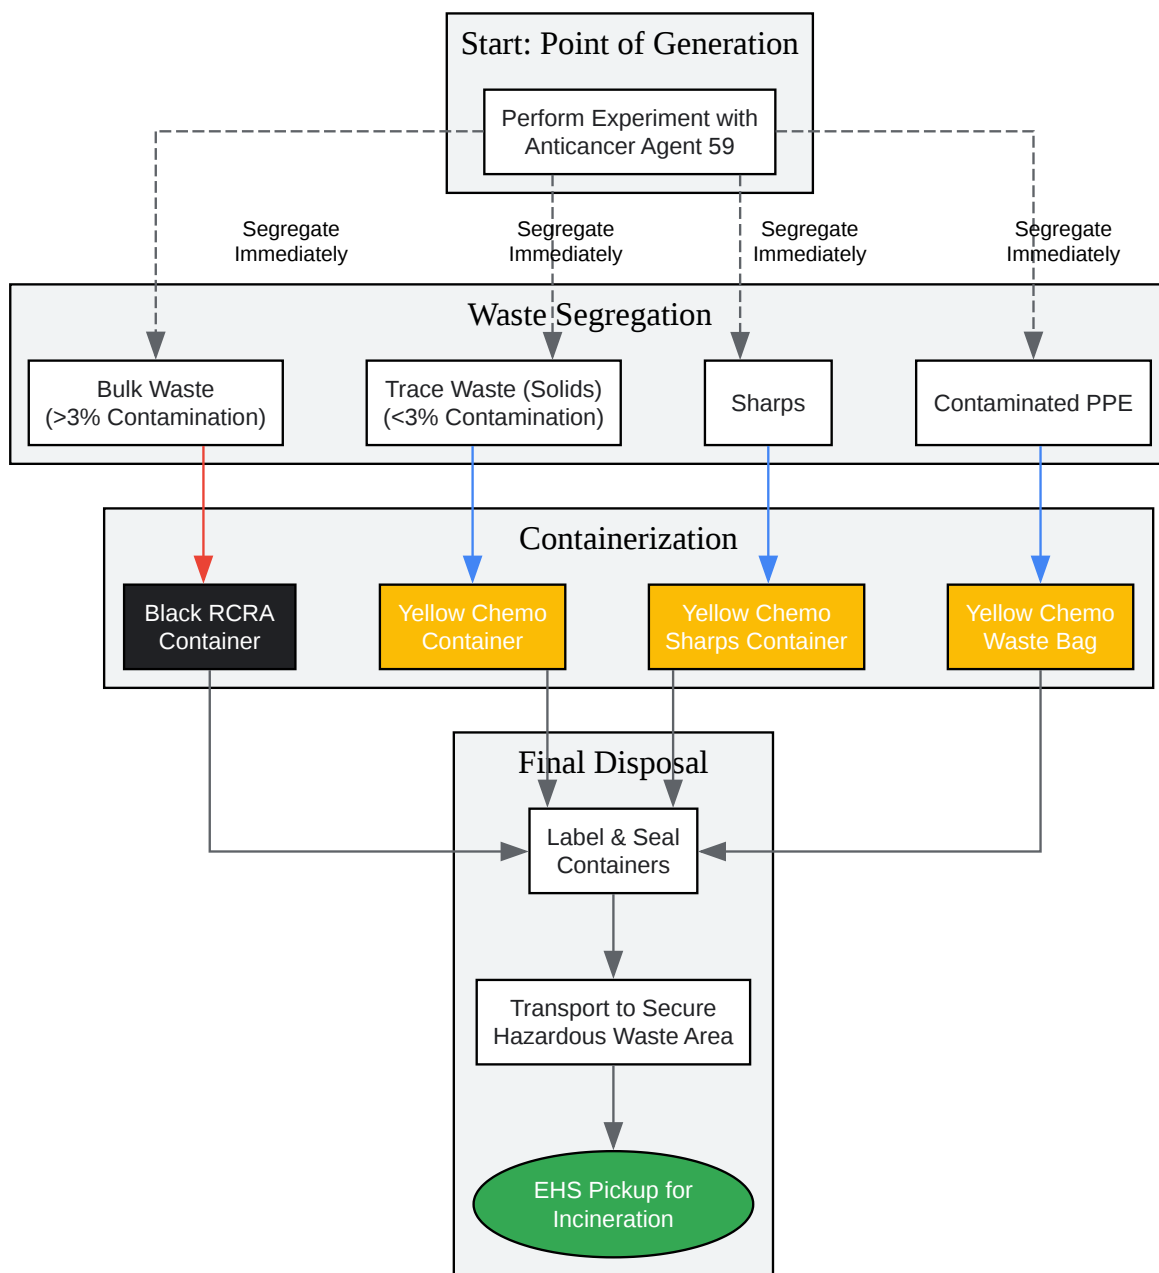 Start: Point of Generation
Perform Experiment with
Anticancer Agent 59
Segregate
Immediately
Segregate
Immediately
Segregate
Immediately
Segregate
Immediately
Waste Segregation
Bulk Waste
(>3% Contamination)
Trace Waste (Solids)
(<3% Contamination)
Sharps
Contaminated PPE
Containerization
Black RCRA
Container
Yellow Chemo
Container
Yellow Chemo
Sharps Container
Yellow Chemo
Waste Bag
Final Disposal
Label & Seal
Containers
Transport to Secure
Hazardous Waste Area
EHS Pickup for
Incineration